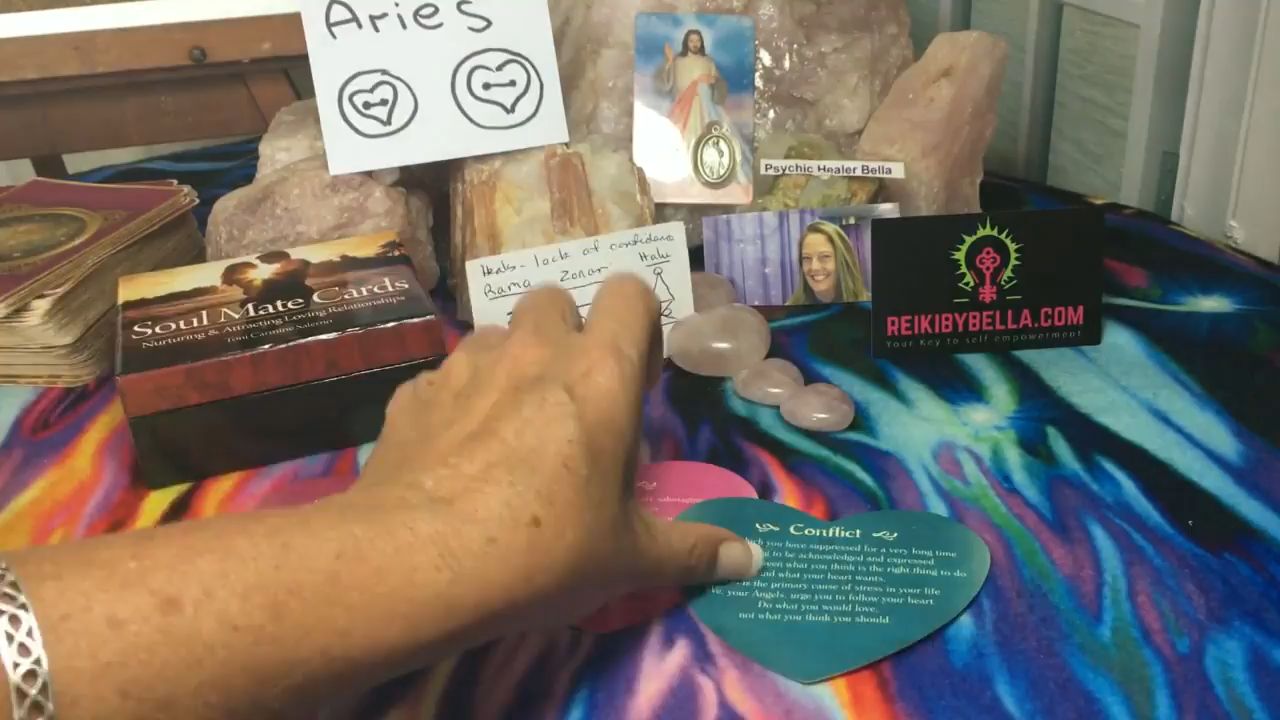 Aries
Psychic Healer Bella
Heals - lack of confidence
Rama Zonar Halu
Soul Mate Cards
Nurturing & Attracting Loving Relationships
Toni Carmine Salerno
REIKIBYBELLA.COM
Your Key to self empowerment
Conflict
you have suppressed for a very long time
to be acknowledged and expressed
what you think is the right thing to do
and what your heart wants.
is the primary cause of stress in your life
your Angels, urge you to follow your heart.
Do what you would love,
not what you think you should.